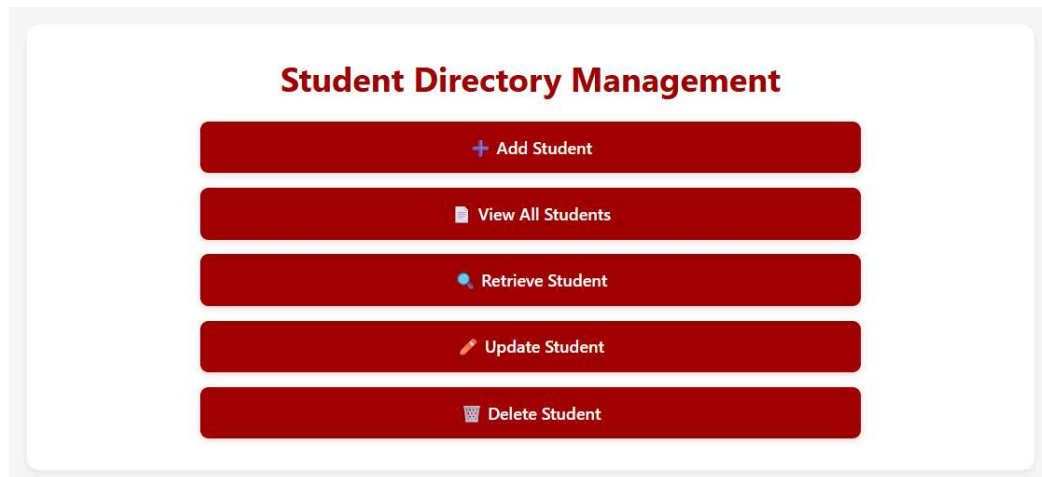 Student Directory Management
Add Student
View All Students
Retrieve Student
Update Student
Delete Student